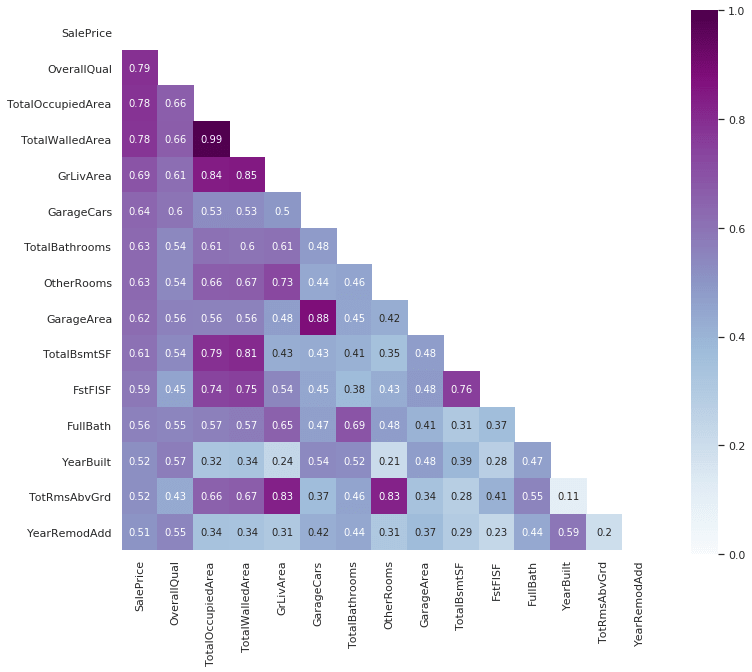 SalePrice
OverallQual 0.79
TotalOccupiedArea 0.78 0.66
TotalWalledArea 0.78 0.66 0.99
GrLivArea 0.69 0.61 0.84 0.85
GarageCars 0.64 0.6 0.53 0.53 0.5
TotalBathrooms 0.63 0.54 0.61 0.6 0.61 0.48
OtherRooms 0.63 0.54 0.66 0.67 0.73 0.44 0.46
GarageArea 0.62 0.56 0.56 0.56 0.48 0.88 0.45 0.42
TotalBsmtSF 0.61 0.54 0.79 0.81 0.43 0.43 0.41 0.35 0.48
FstFlSF 0.59 0.45 0.74 0.75 0.54 0.45 0.38 0.43 0.48 0.76
FullBath 0.56 0.55 0.57 0.57 0.65 0.47 0.69 0.48 0.41 0.31 0.37
YearBuilt 0.52 0.57 0.32 0.34 0.24 0.54 0.52 0.21 0.48 0.39 0.28 0.47
TotRmsAbvGrd 0.52 0.43 0.66 0.67 0.83 0.37 0.46 0.83 0.34 0.28 0.41 0.55 0.11
YearRemodAdd 0.51 0.55 0.34 0.34 0.31 0.42 0.44 0.31 0.37 0.29 0.23 0.44 0.59 0.2
SalePrice
OverallQual
TotalOccupiedArea
TotalWalledArea
GrLivArea
GarageCars
TotalBathrooms
OtherRooms
GarageArea
TotalBsmtSF
FstFlSF
FullBath
YearBuilt
TotRmsAbvGrd
YearRemodAdd
1.0
0.8
0.6
0.4
0.2
0.0